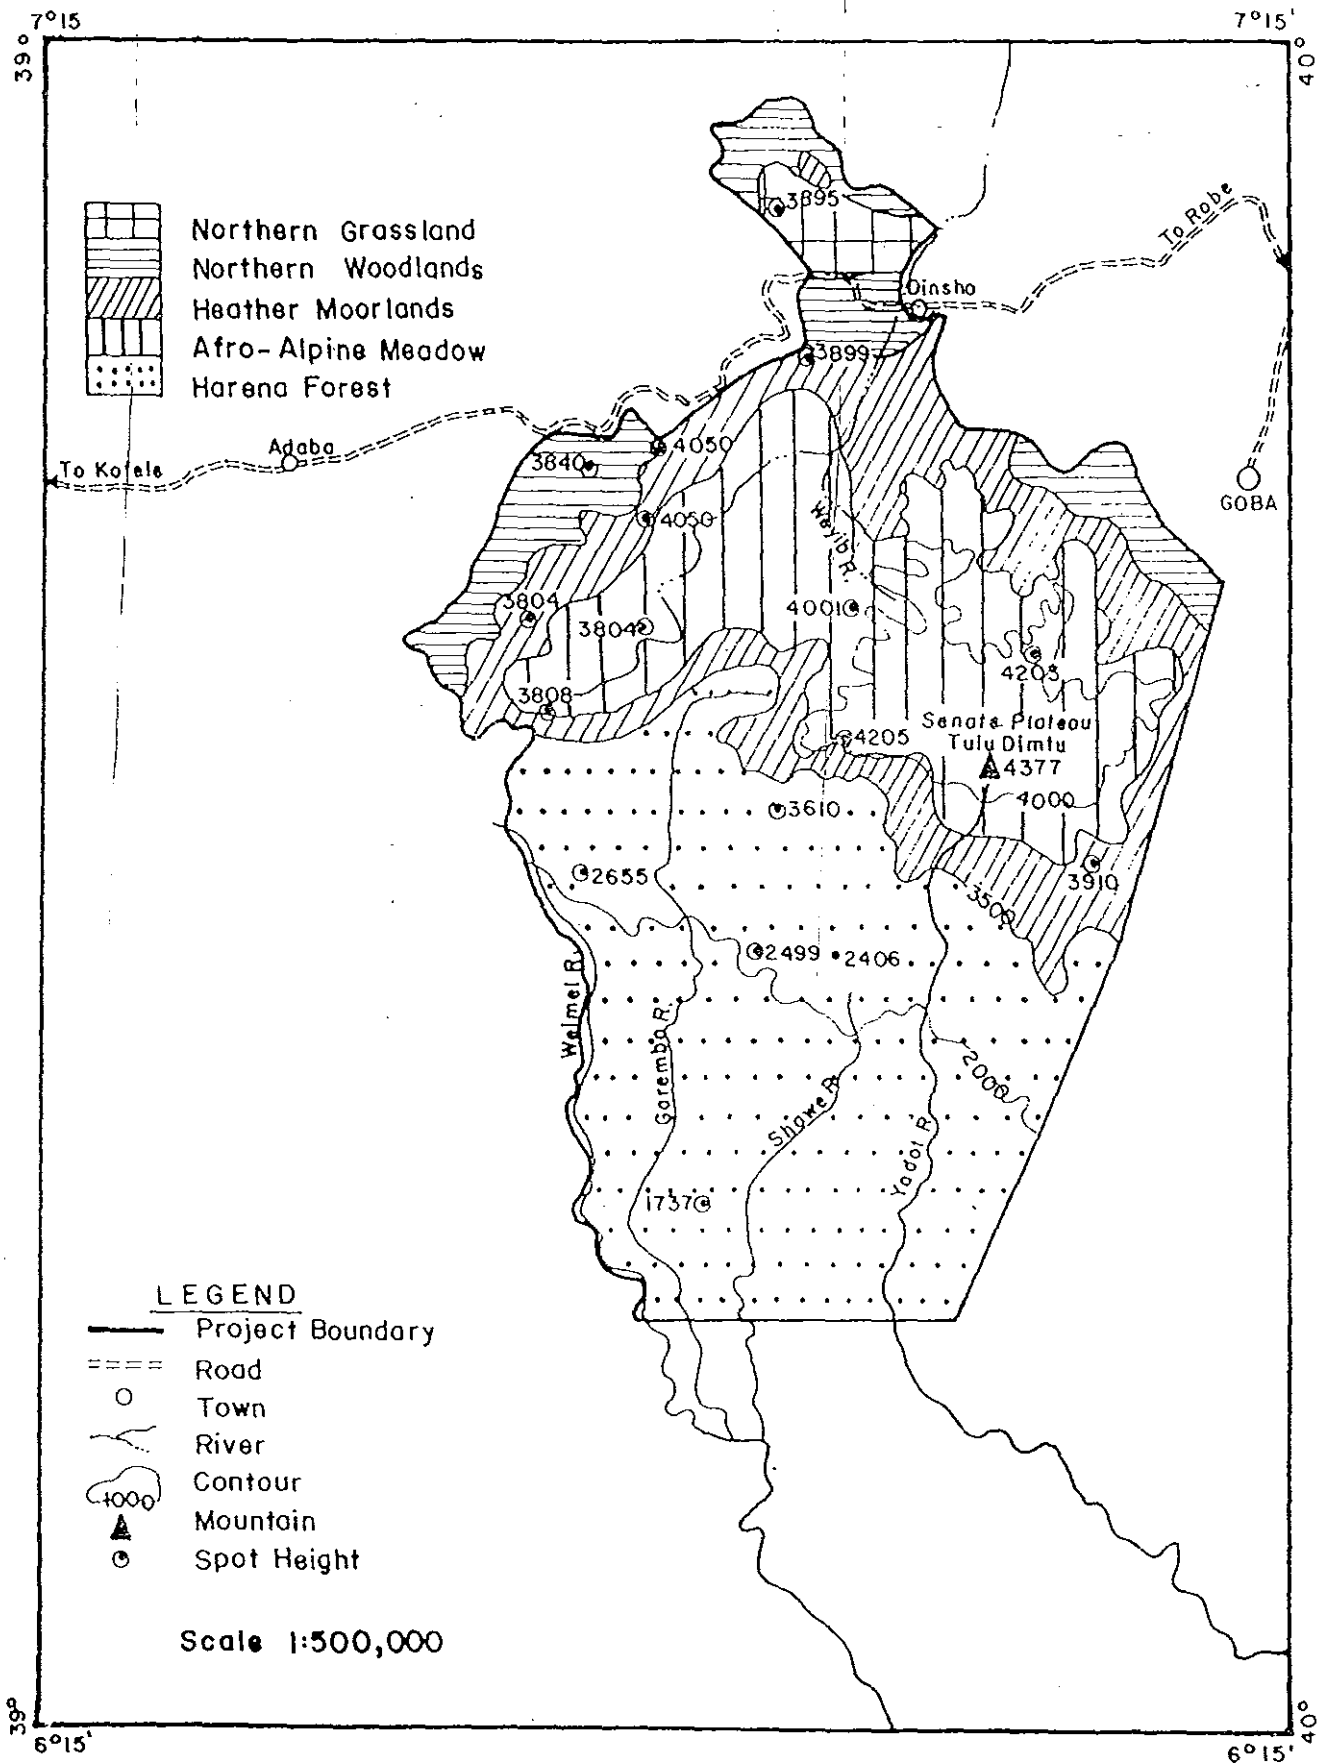 7°15
7°15'
39°
40°
Northern Grassland
Northern Woodlands
Heather Moorlands
Afro-Alpine Meadow
Harena Forest
3895
To Robe
Dinsho
3899
Adaba
To Kofele
3840
4050
GOBA
4050
Weyib R.
3804
3804
4001
4203
3808
Senate Plateau
Tulu Dimtu
4205
4377
4000
3610
2655
3910
3500
2499
2406
Welmel R.
Garemba R.
Shawe R.
Yadot R
2000
1737
LEGEND
Project Boundary
Road
Town
River
Contour
4000
Mountain
Spot Height
Scale 1:500,000
39°
40°
6°15'
6°15'